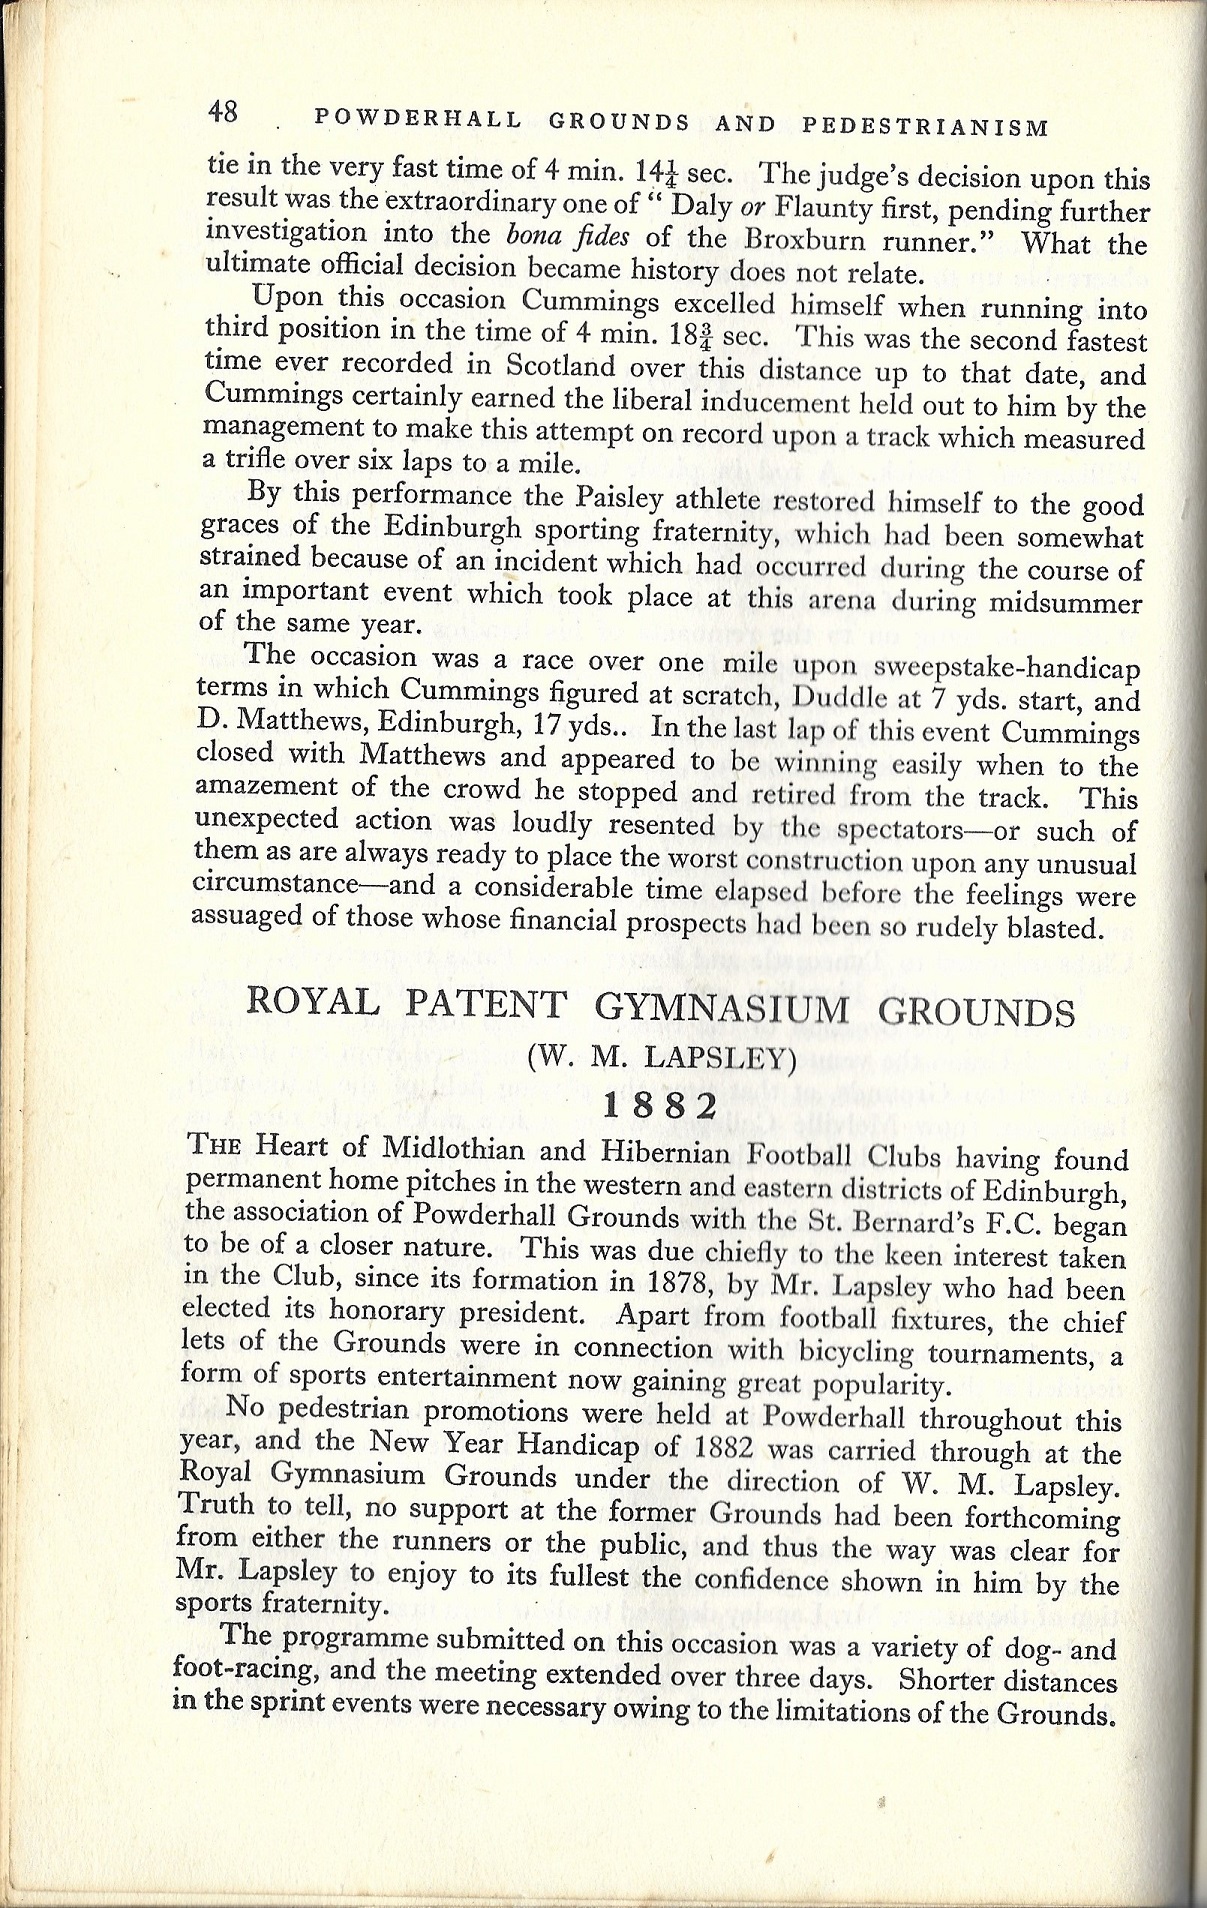 48 POWDERHALL GROUNDS AND PEDESTRIANISM
tie in the very fast time of 4 min. 14¼ sec. The judge's decision upon this
result was the extraordinary one of “ Daly or Flaunty first, pending further
investigation into the bona fides of the Broxburn runner.” What the
ultimate official decision became history does not relate.
Upon this occasion Cummings excelled himself when running into
third position in the time of 4 min. 18¾ sec. This was the second fastest
time ever recorded in Scotland over this distance up to that date, and
Cummings certainly earned the liberal inducement held out to him by the
management to make this attempt on record upon a track which measured
a trifle over six laps to a mile.
By this performance the Paisley athlete restored himself to the good
graces of the Edinburgh sporting fraternity, which had been somewhat
strained because of an incident which had occurred during the course of
an important event which took place at this arena during midsummer
of the same year.
The occasion was a race over one mile upon sweepstake-handicap
terms in which Cummings figured at scratch, Duddle at 7 yds. start, and
D. Matthews, Edinburgh, 17 yds.. In the last lap of this event Cummings
closed with Matthews and appeared to be winning easily when to the
amazement of the crowd he stopped and retired from the track. This
unexpected action was loudly resented by the spectators—or such of
them as are always ready to place the worst construction upon any unusual
circumstance—and a considerable time elapsed before the feelings were
assuaged of those whose financial prospects had been so rudely blasted.
ROYAL PATENT GYMNASIUM GROUNDS
(W. M. LAPSLEY)
1882
THE Heart of Midlothian and Hibernian Football Clubs having found
permanent home pitches in the western and eastern districts of Edinburgh,
the association of Powderhall Grounds with the St. Bernard's F.C. began
to be of a closer nature. This was due chiefly to the keen interest taken
in the Club, since its formation in 1878, by Mr. Lapsley who had been
elected its honorary president. Apart from football fixtures, the chief
lets of the Grounds were in connection with bicycling tournaments, a
form of sports entertainment now gaining great popularity.
No pedestrian promotions were held at Powderhall throughout this
year, and the New Year Handicap of 1882 was carried through at the
Royal Gymnasium Grounds under the direction of W. M. Lapsley.
Truth to tell, no support at the former Grounds had been forthcoming
from either the runners or the public, and thus the way was clear for
Mr. Lapsley to enjoy to its fullest the confidence shown in him by the
sports fraternity.
The programme submitted on this occasion was a variety of dog- and
foot-racing, and the meeting extended over three days. Shorter distances
in the sprint events were necessary owing to the limitations of the Grounds.